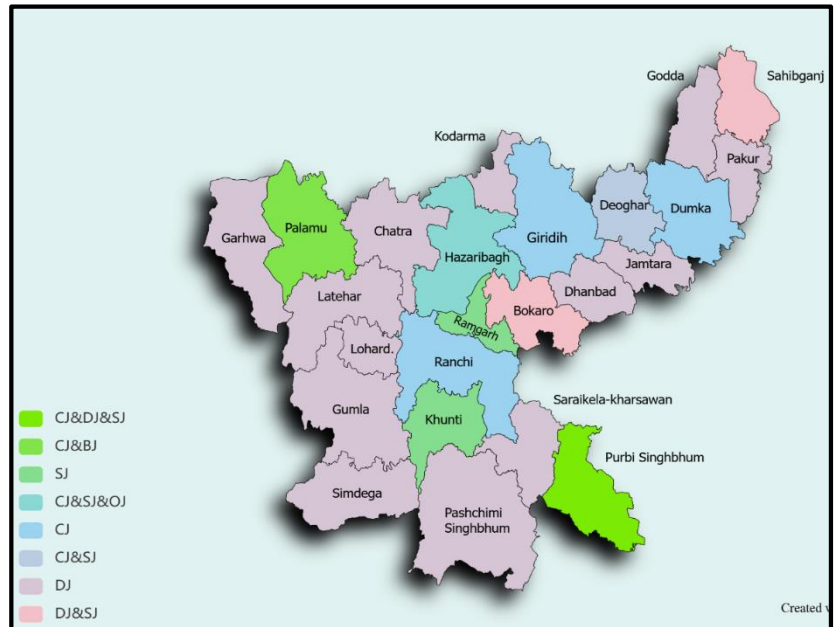 Godda
Sahibganj
Kodarma
Pakur
Deoghar
Dumka
Palamu
Garhwa
Chatra
Giridih
Hazaribagh
Jamtara
Latehar
Dhanbad
Bokaro
Ramgarh
Lohard.
Ranchi
Saraikela-kharsawan
Gumla
Khunti
Purbi Singhbhum
Simdega
Pashchimi
Singhbhum
CJ&DJ&SJ
CJ&BJ
SJ
CJ&SJ&OJ
CJ
CJ&SJ
DJ
DJ&SJ
Created